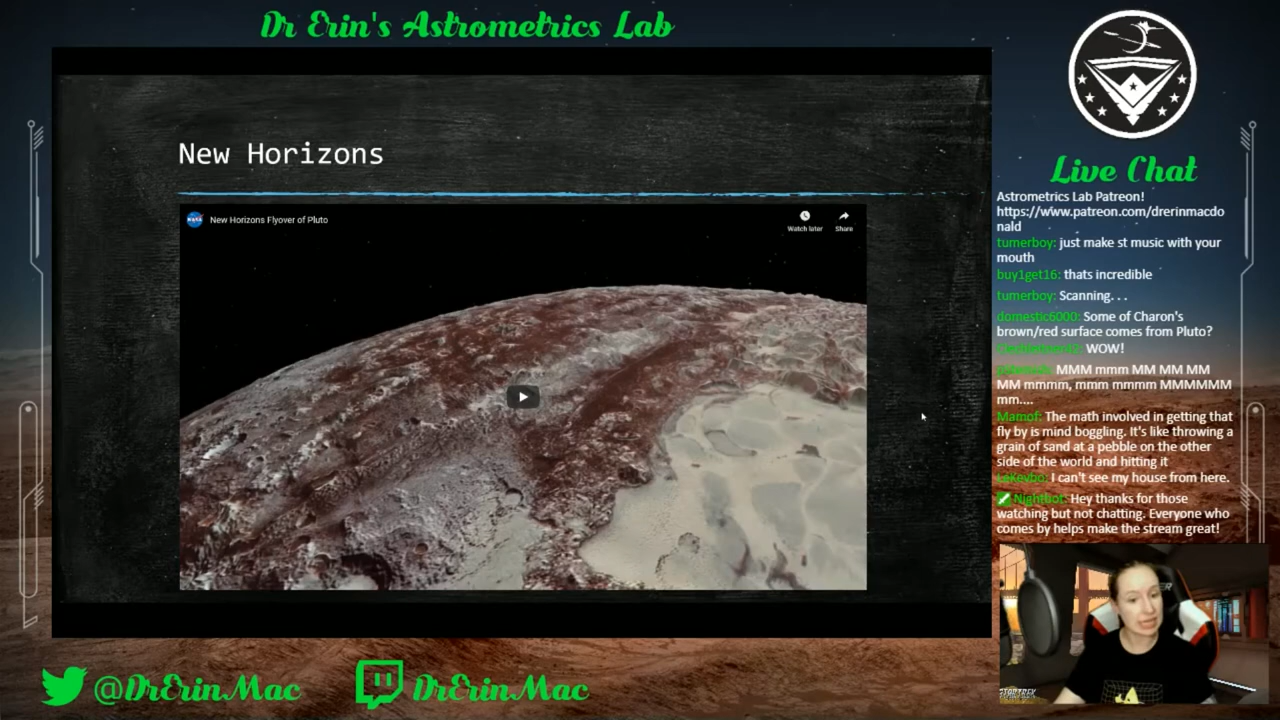 Dr Erin's Astrometrics Lab
New Horizons
NASA
New Horizons Flyover of Pluto
Watch later
Share
Live Chat
Astrometrics Lab Patreon!
https://www.patreon.com/drerinmacdo
nald
tumerboy: just make st music with your
mouth
buy1get16: thats incredible
tumerboy: Scanning. . .
domestic6000: Some of Charon's
brown/red surface comes from Pluto?
WOW!
MMM mmm MM MM MM
MM mmmm, mmm mmmm MMMMMM
mm....
Mamof: The math involved in getting that
fly by is mind boggling. It's like throwing a
grain of sand at a pebble on the other
side of the world and hitting it
LeKeybo: I can't see my house from here.
Nightbot: Hey thanks for those
watching but not chatting. Everyone who
comes by helps make the stream great!
STAR TREK
@DrErinMac
DrErinMac